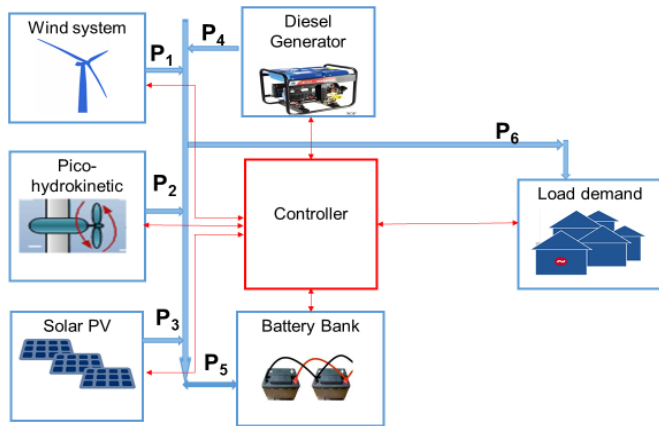 Wind system
P1
P4
Diesel
Generator
P6
Pico-
hydrokinetic
P2
Controller
Load demand
Solar PV
P3
P5
Battery Bank